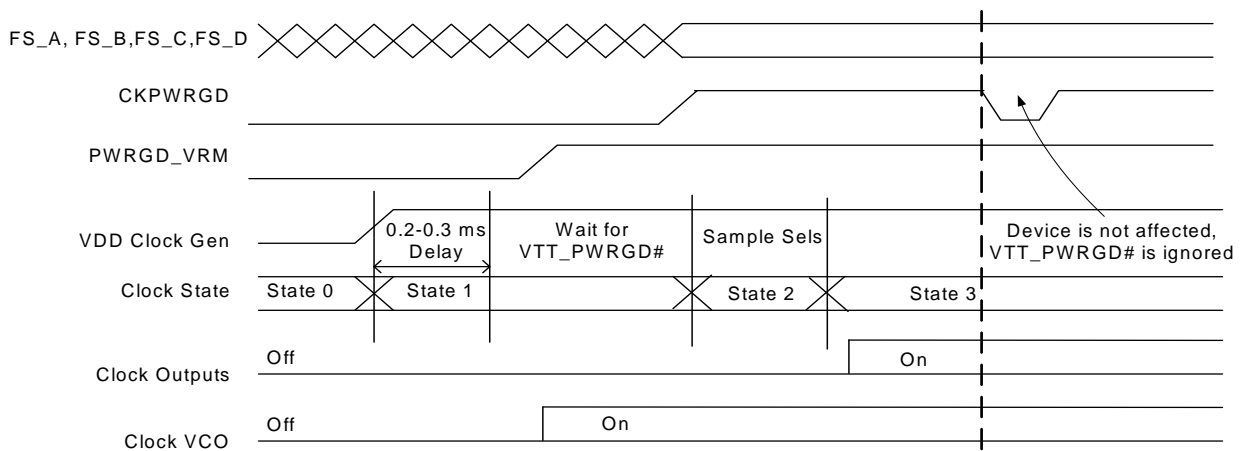 FS_A, FS_B,FS_C,FS_D
CKPWRGD
PWRGD_VRM
VDD Clock Gen
0.2-0.3 ms
Delay
Wait for
VTT_PWRGD#
Sample Sels
Device is not affected,
VTT_PWRGD# is ignored
Clock State
State 0
State 1
State 2
State 3
Clock Outputs
Off
On
Clock VCO
Off
On